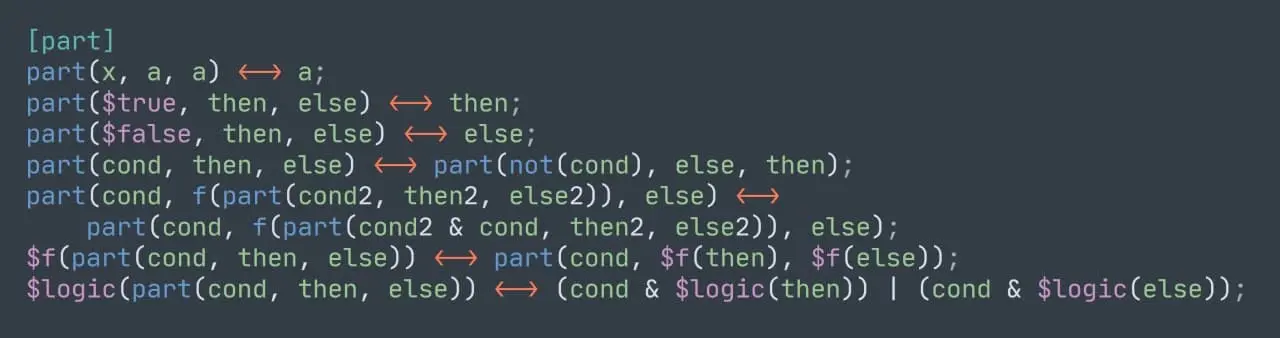 [part]
part(x, a, a) <-> a;
part($true, then, else) <-> then;
part($false, then, else) <-> else;
part(cond, then, else) <-> part(not(cond), else, then);
part(cond, f(part(cond2, then2, else2)), else) <->
    part(cond, f(part(cond2 & cond, then2, else2)), else);
$f(part(cond, then, else)) <-> part(cond, $f(then), $f(else));
$logic(part(cond, then, else)) <-> (cond & $logic(then)) | (cond & $logic(else));